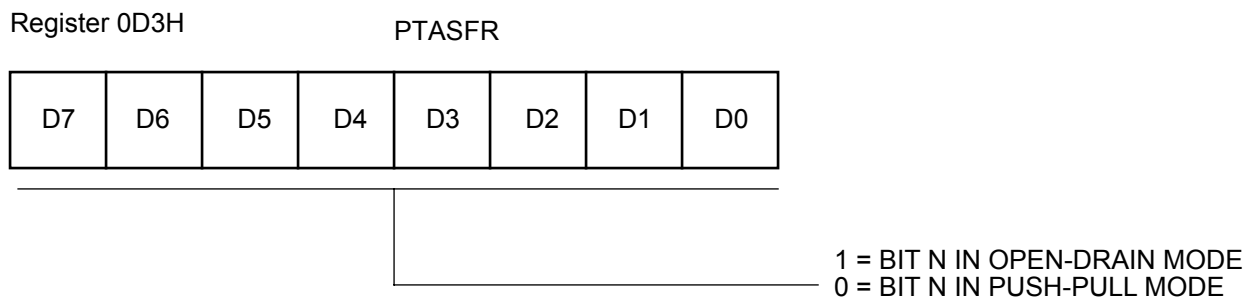 Register 0D3H
PTASFR
D7 D6 D5 D4 D3 D2 D1 D0
1 = BIT N IN OPEN-DRAIN MODE
0 = BIT N IN PUSH-PULL MODE